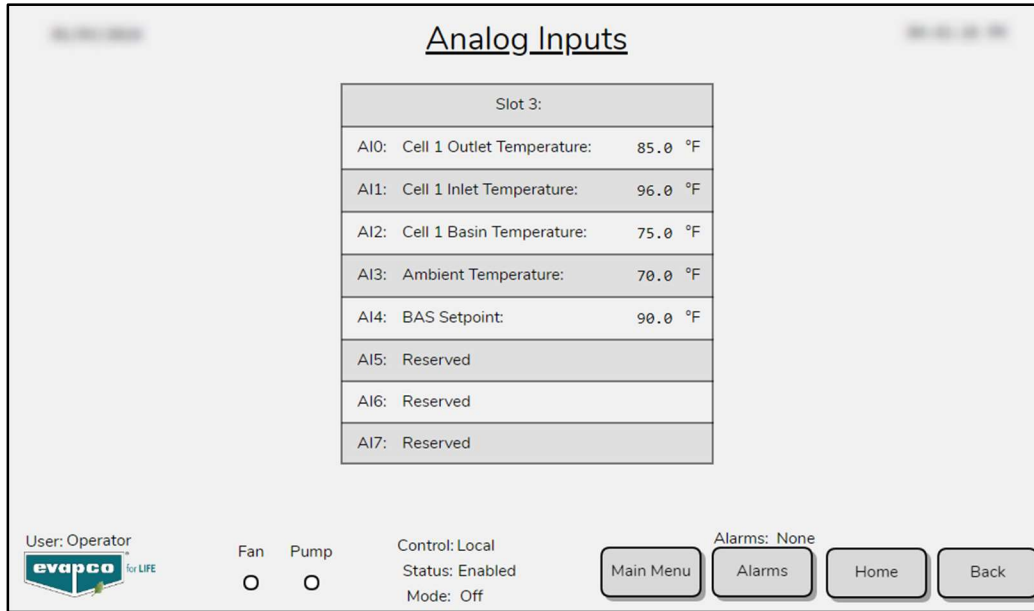 Analog Inputs
Slot 3:
AI0: Cell 1 Outlet Temperature: 85.0 °F
AI1: Cell 1 Inlet Temperature: 96.0 °F
AI2: Cell 1 Basin Temperature: 75.0 °F
AI3: Ambient Temperature: 70.0 °F
AI4: BAS Setpoint: 90.0 °F
AI5: Reserved
AI6: Reserved
AI7: Reserved
User: Operator
evapco® for LIFE
Fan Pump
Control: Local
Status: Enabled
Mode: Off
Alarms: None
Main Menu Alarms Home Back